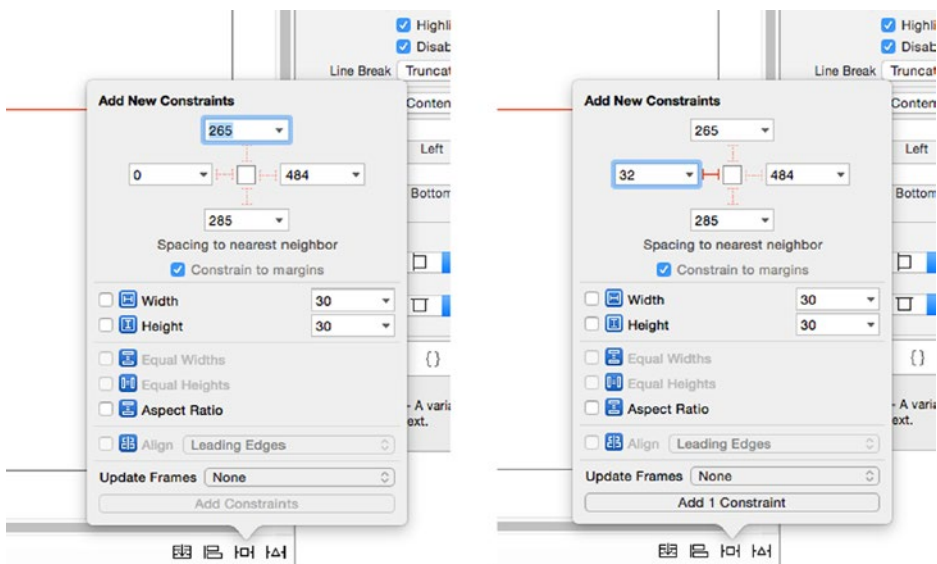 Highli
Disab
Line Break Truncat
Add New Constraints
Conten
265
Left
0 484
Bottom
285
Spacing to nearest neighbor
Constrain to margins
Width 30
Height 30
{}
Equal Widths
Equal Heights
- A varia
Aspect Ratio
ext.
Align Leading Edges
Update Frames None
Add Constraints
Highli
Disab
Line Break Truncat
Add New Constraints
Conten
265
Left
32 484
Bottom
285
Spacing to nearest neighbor
Constrain to margins
Width 30
Height 30
{}
Equal Widths
Equal Heights
- A varia
Aspect Ratio
ext.
Align Leading Edges
Update Frames None
Add 1 Constraint